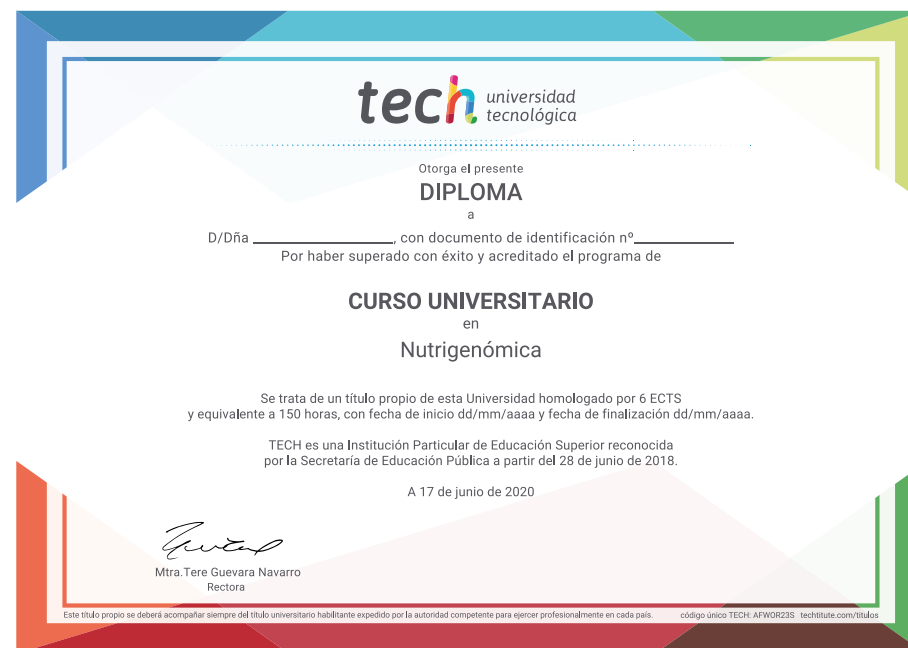 tech universidad
tecnológica
Otorga el presente
DIPLOMA
a
D/Dña ____________________, con documento de identificación nº______________
Por haber superado con éxito y acreditado el programa de
CURSO UNIVERSITARIO
en
Nutrigenómica
Se trata de un título propio de esta Universidad homologado por 6 ECTS
y equivalente a 150 horas, con fecha de inicio dd/mm/aaaa y fecha de finalización dd/mm/aaaa.
TECH es una Institución Particular de Educación Superior reconocida
por la Secretaría de Educación Pública a partir del 28 de junio de 2018.
A 17 de junio de 2020
Mtra.Tere Guevara Navarro
Rectora
Este título propio se deberá acompañar siempre del título universitario habilitante expedido por la autoridad competente para ejercer profesionalmente en cada país. código único TECH: AFWOR23S techtitute.com/titulos